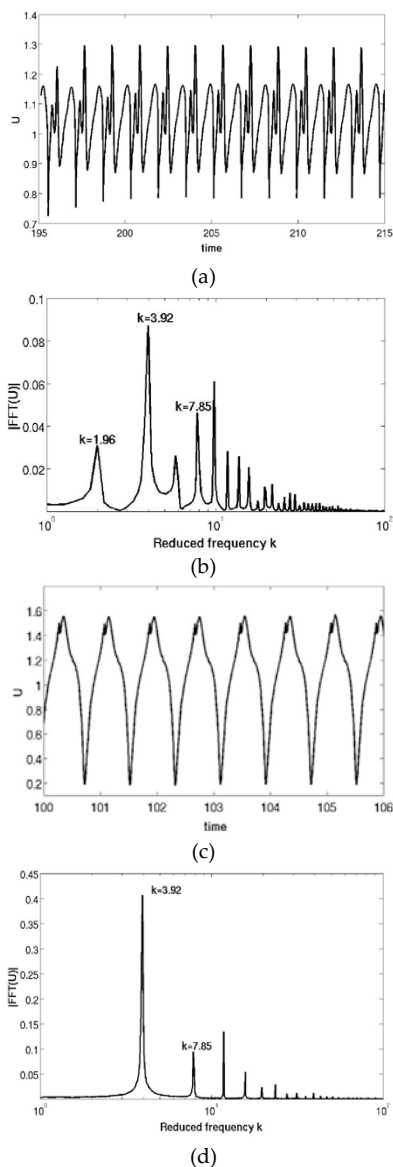 1.4
1.3
1.2
1.1
1
0.9
0.8
0.7
U
195 200 205 210 215
time
(a)
0.1
0.08
0.06
0.04
0.02
|FFT(U)|
k=3.92
k=7.85
k=1.96
10^0 10^1 10^2
Reduced frequency k
(b)
1.6
1.4
1.2
1
0.8
0.6
0.4
0.2
U
100 101 102 103 104 105 106
time
(c)
0.45
0.4
0.35
0.3
0.25
0.2
0.15
0.1
0.05
|FFT(U)|
k=3.92
k=7.85
10^0 10^1 10^2
Reduced frequency k
(d)